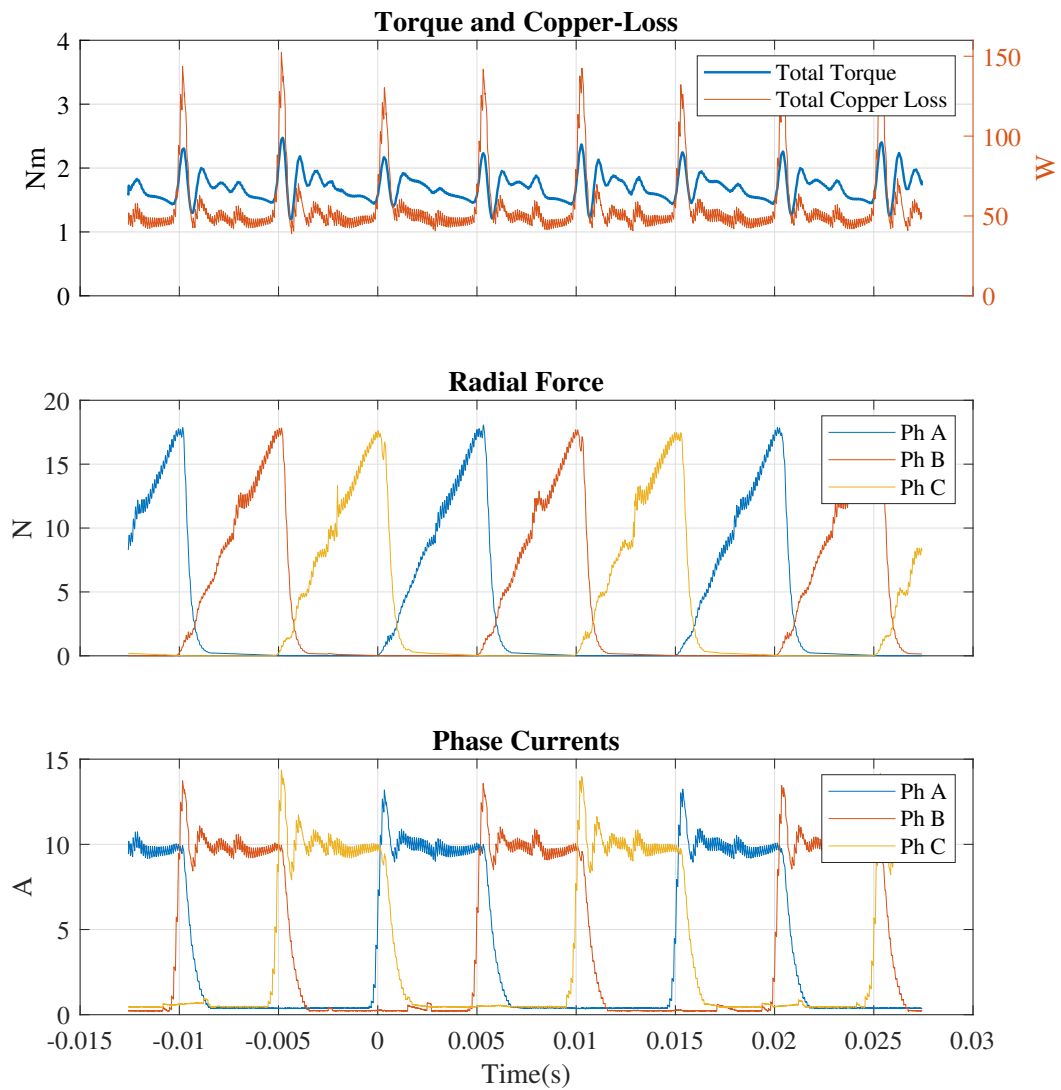 Torque and Copper-Loss
4
3
2
1
0
Nm
150
100
50
0
W
Total Torque
Total Copper Loss
Radial Force
20
15
10
5
0
N
Ph A
Ph B
Ph C
Phase Currents
15
10
5
0
A
Ph A
Ph B
Ph C
-0.015 -0.01 -0.005 0 0.005 0.01 0.015 0.02 0.025 0.03
Time(s)